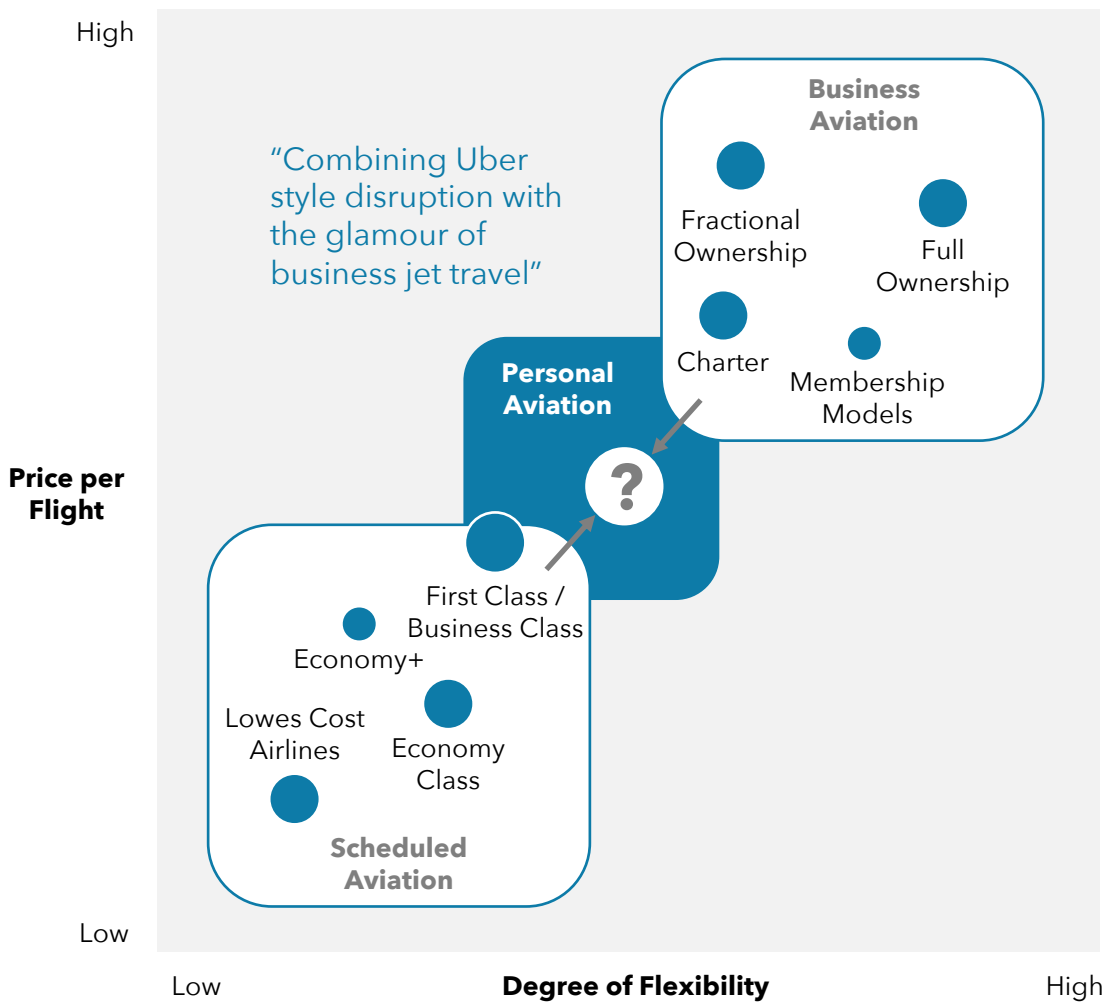 High
Business
Aviation
“Combining Uber
style disruption with
the glamour of
business jet travel”
Fractional
Ownership
Full
Ownership
Charter
Membership
Models
Personal
Aviation
?
Price per
Flight
First Class /
Business Class
Economy+
Lowes Cost
Airlines
Economy
Class
Scheduled
Aviation
Low
Low
Degree of Flexibility
High